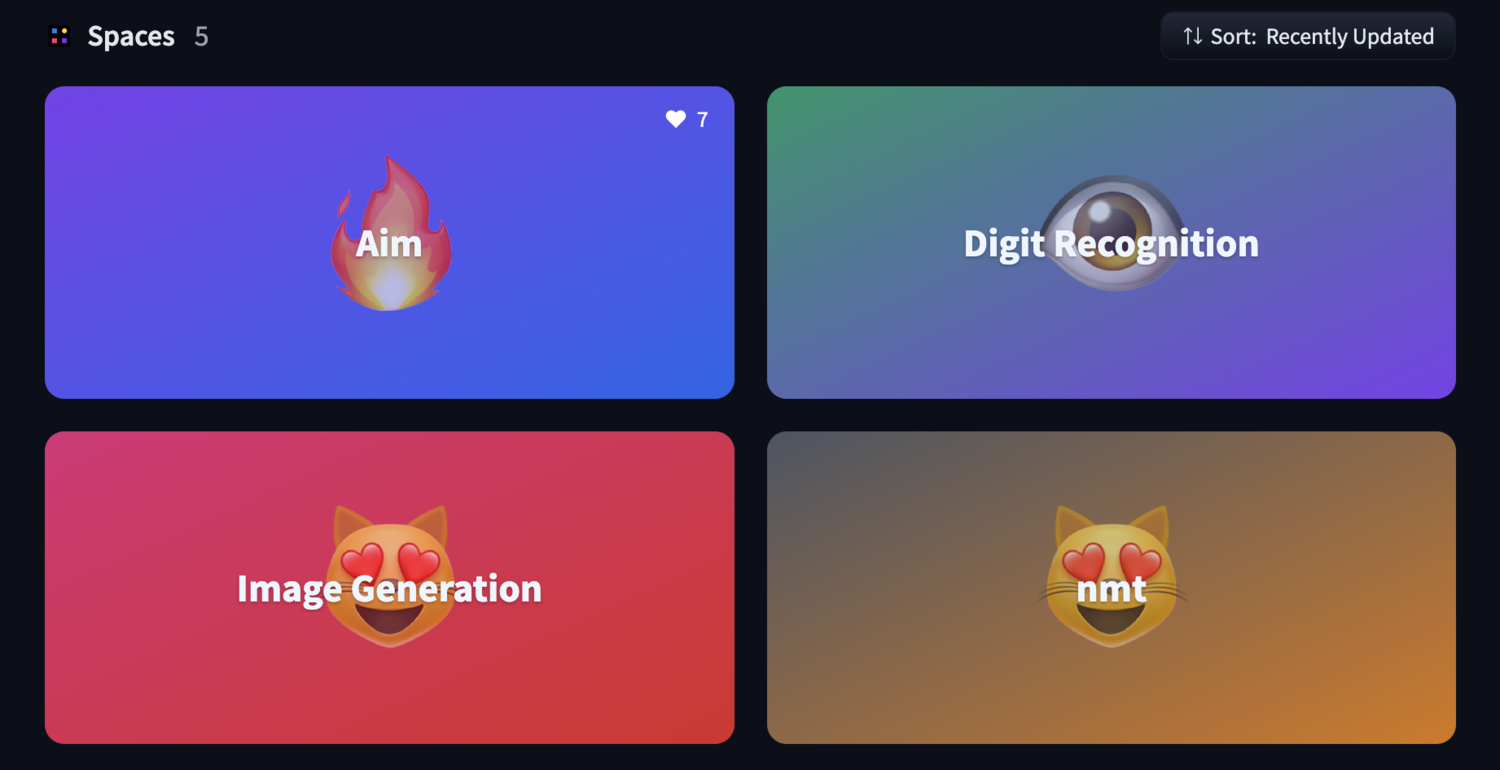 Spaces 5
Sort: Recently Updated
7
Aim
Digit Recognition
Image Generation
nmt